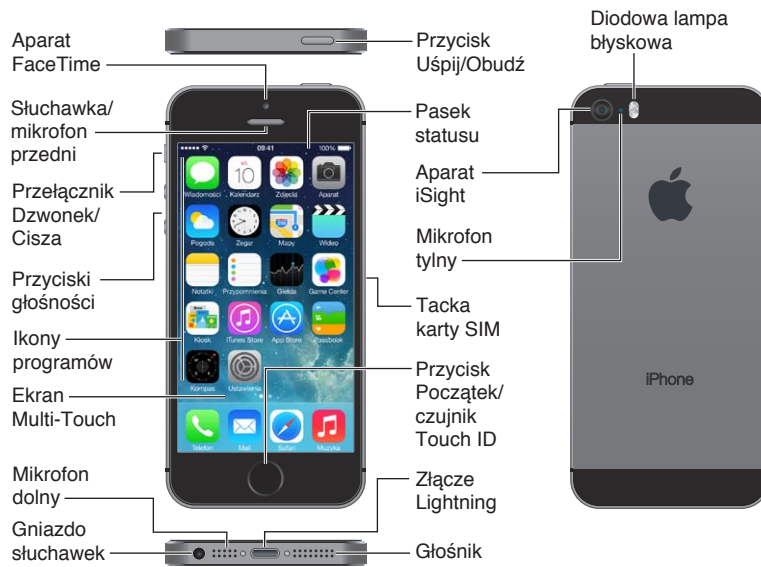 Diodowa lampa
błyskowa
Aparat
FaceTime
Przycisk
Uśpij/Obudź
Słuchawka/
mikrofon
przedni
Pasek
statusu
Przełącznik
Dzwonek/
Cisza
Aparat
iSight
Przyciski
głośności
Mikrofon
tylny
Ikony
programów
Tacka
karty SIM
Ekran
Multi-Touch
Przycisk
Początek/
czujnik
Touch ID
Mikrofon
dolny
Złącze
Lightning
Gniazdo
słuchawek
Głośnik
09:41 100%
10
Wiadomości Kalendarz Zdjęcia Aparat
Pogoda Zegar Mapy Wideo
Notatki Przypomnienia Giełda Game Center
Kiosk iTunes Store App Store Passbook
Kompas Ustawienia
Telefon Mail Safari Muzyka
iPhone